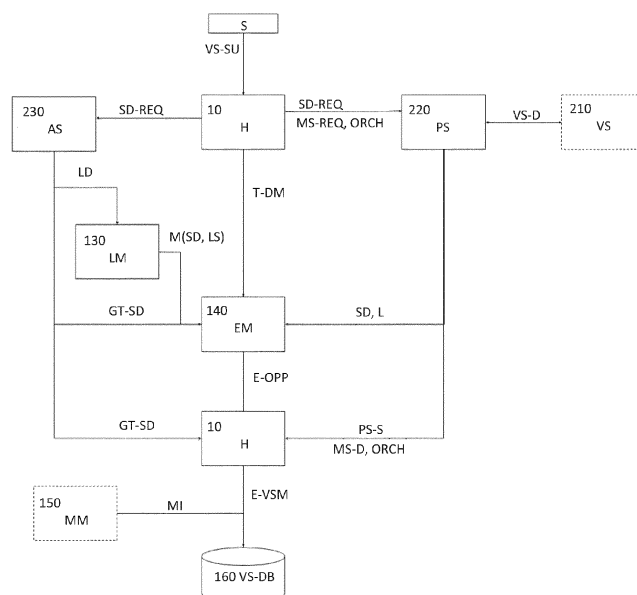 S
VS-SU
230
AS
SD-REQ
10
H
SD-REQ
MS-REQ, ORCH
220
PS
VS-D
210
VS
LD
T-DM
130
LM
M(SD, LS)
GT-SD
140
EM
SD, L
E-OPP
GT-SD
10
H
PS-S
MS-D, ORCH
E-VSM
150
MM
MI
160 VS-DB